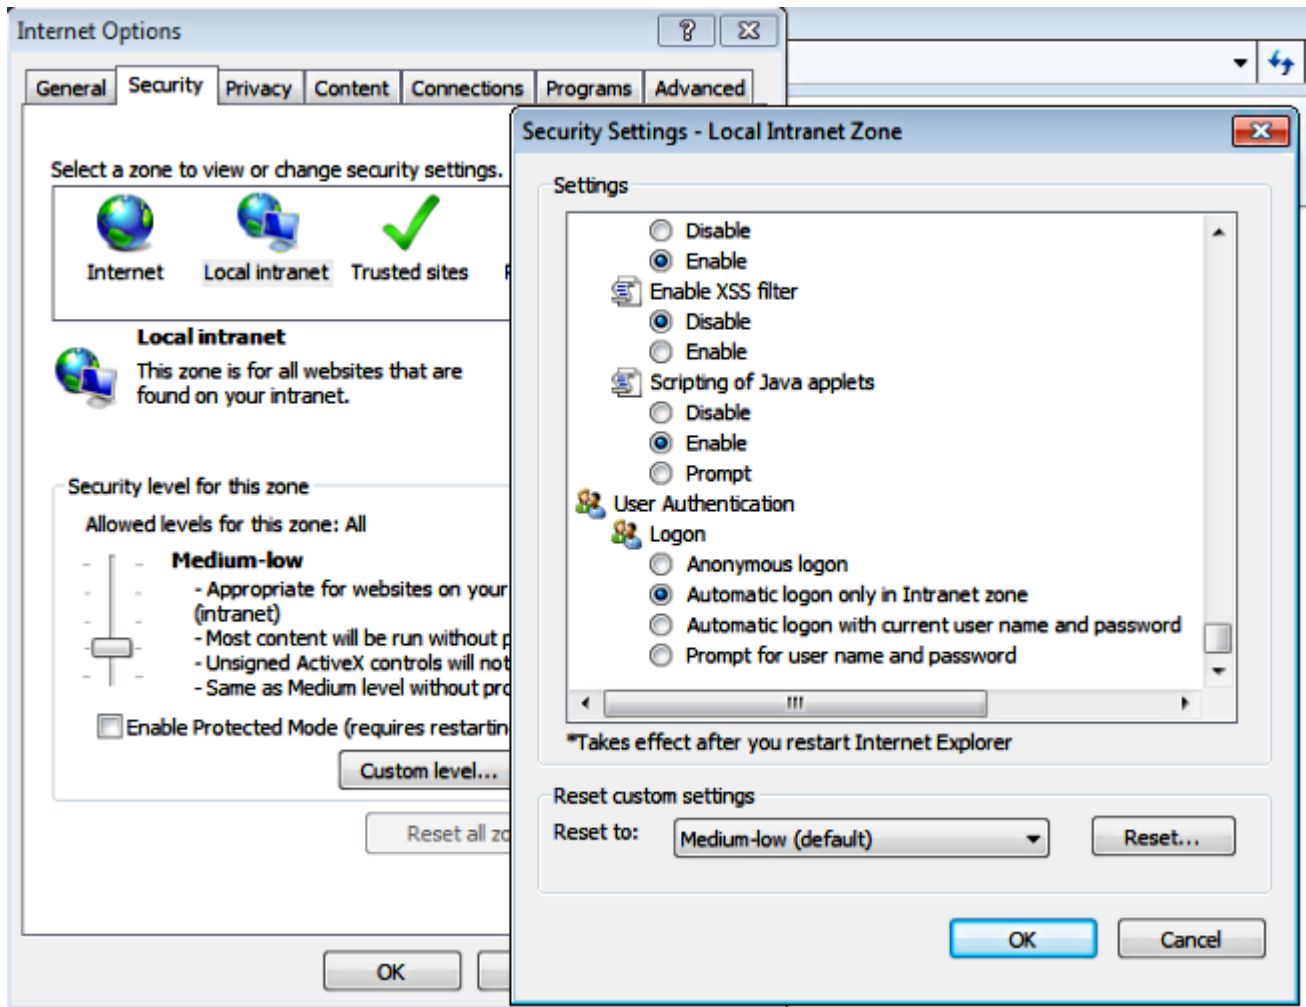 Internet Options
General Security Privacy Content Connections Programs Advanced
Select a zone to view or change security settings.
Internet Local intranet Trusted sites
Local intranet
This zone is for all websites that are
found on your intranet.
Security level for this zone
Allowed levels for this zone: All
Medium-low
- Appropriate for websites on your
(intranet)
- Most content will be run without
- Unsigned ActiveX controls will not
- Same as Medium level without
Enable Protected Mode (requires
Custom level...
Reset all
OK
Security Settings - Local Intranet Zone
Settings
Disable
Enable
Enable XSS filter
Disable
Enable
Scripting of Java applets
Disable
Enable
Prompt
User Authentication
Logon
Anonymous logon
Automatic logon only in Intranet zone
Automatic logon with current user name and password
Prompt for user name and password
*Takes effect after you restart Internet Explorer
Reset custom settings
Reset to: Medium-low (default) Reset...
OK Cancel